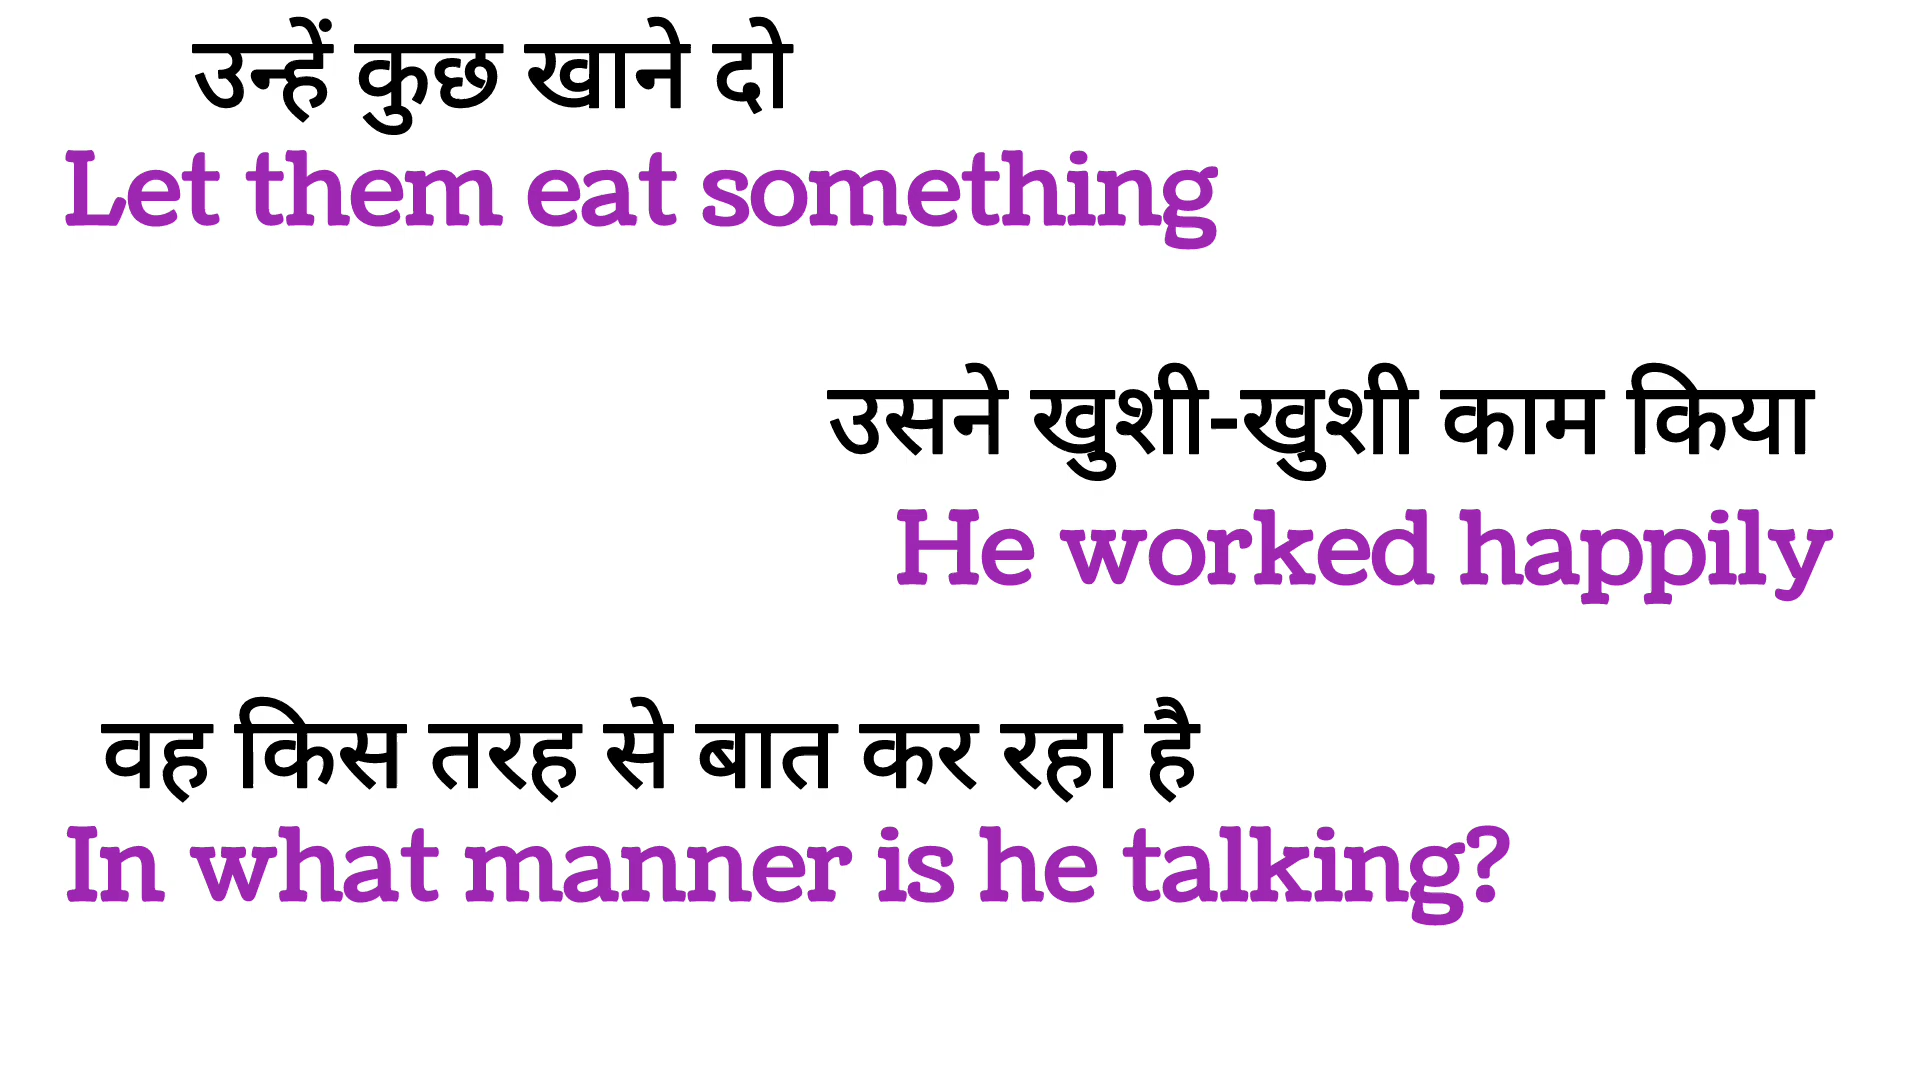 उन्हें कुछ खाने दो
Let them eat something
उसने खुशी-खुशी काम किया
He worked happily
वह किस तरह से बात कर रहा है
In what manner is he talking?